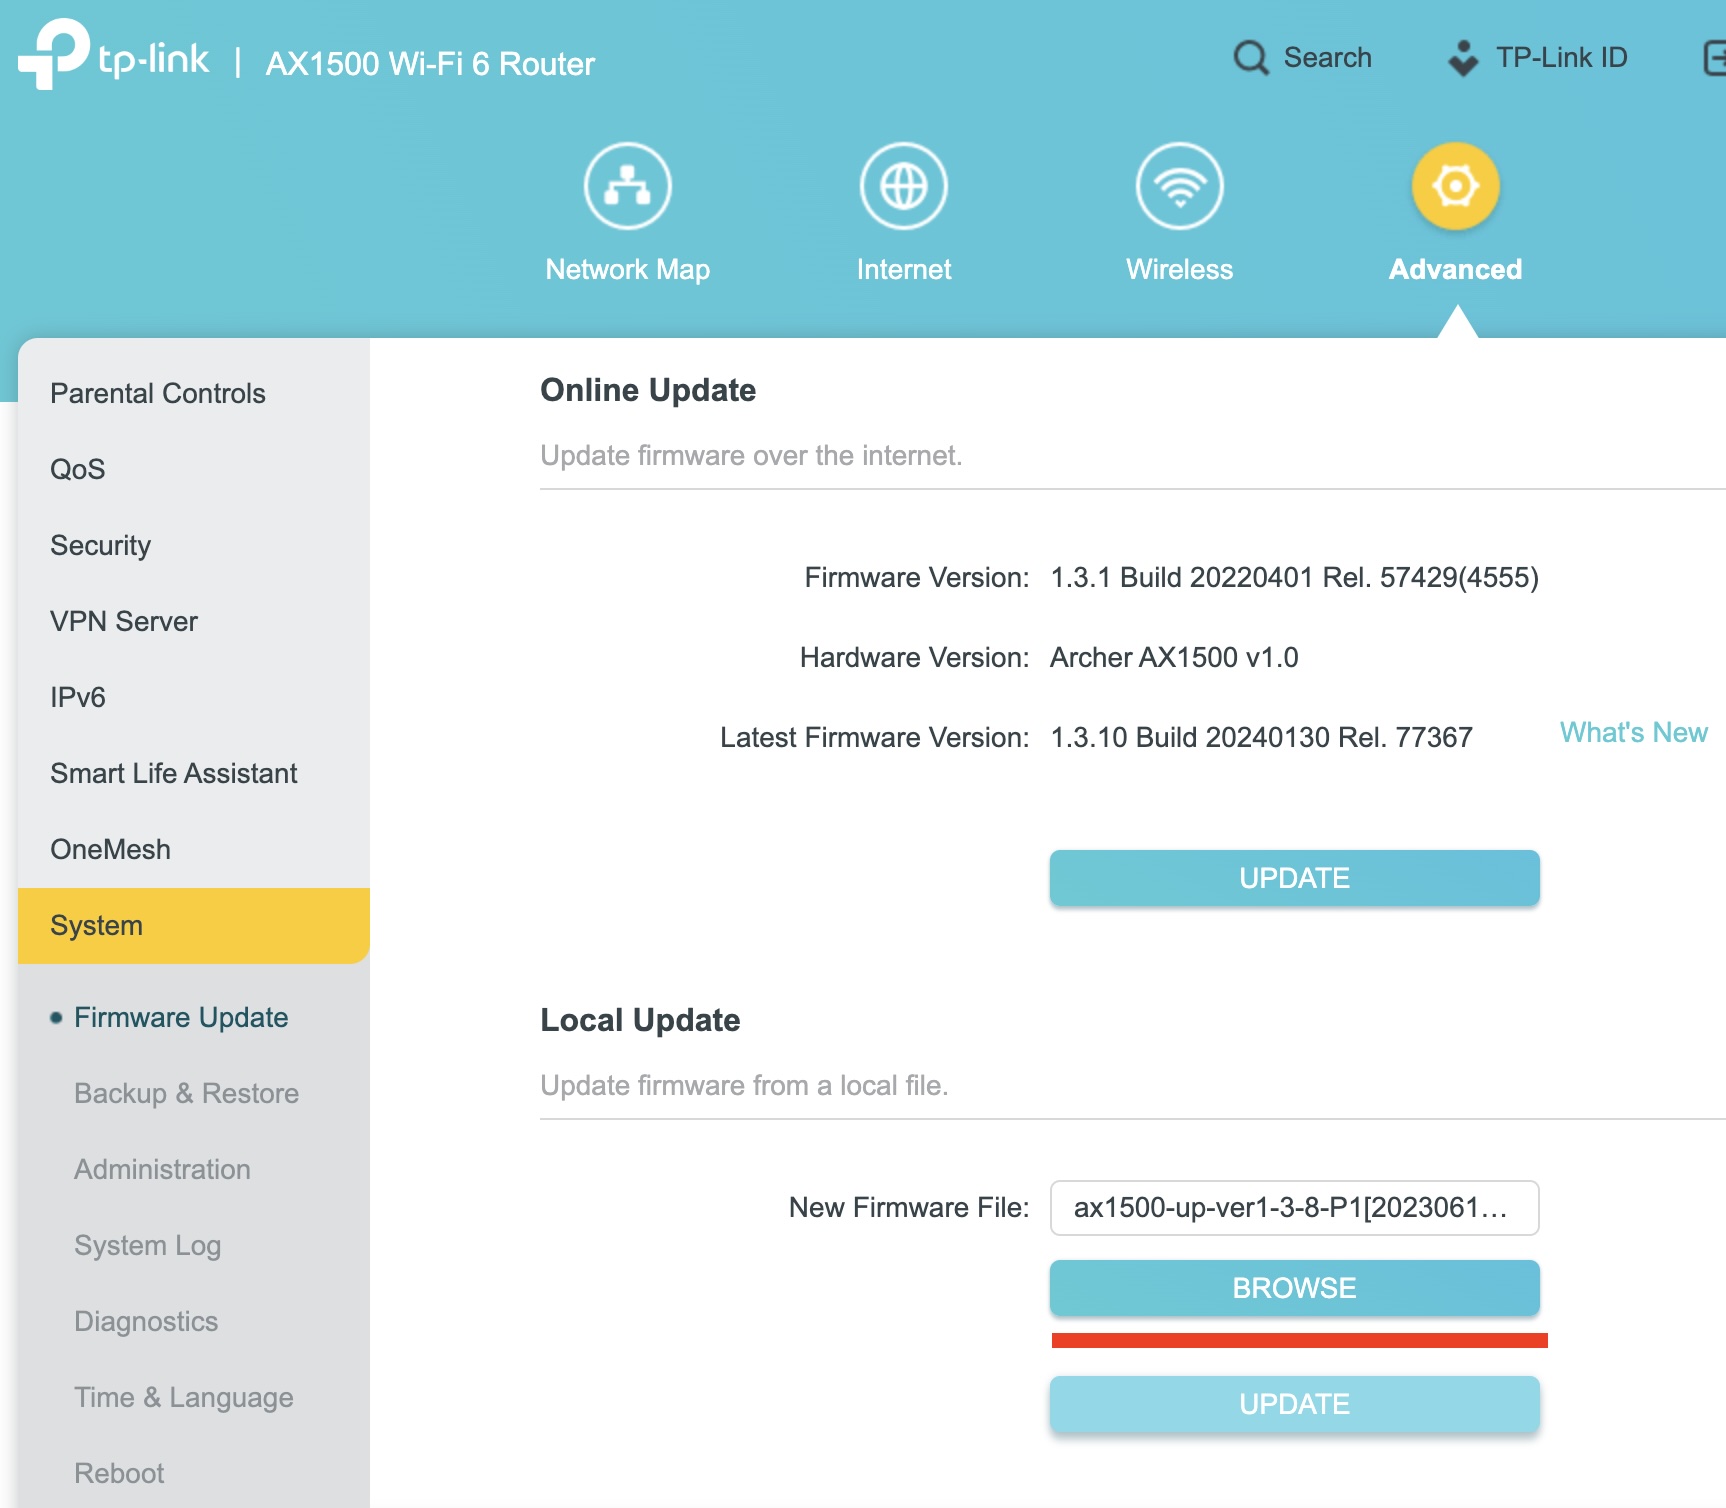 tp-link | AX1500 Wi-Fi 6 Router
Search
TP-Link ID
Network Map
Internet
Wireless
Advanced
Parental Controls
QoS
Security
VPN Server
IPv6
Smart Life Assistant
OneMesh
System
Firmware Update
Backup & Restore
Administration
System Log
Diagnostics
Time & Language
Reboot
Online Update
Update firmware over the internet.
Firmware Version: 1.3.1 Build 20220401 Rel. 57429(4555)
Hardware Version: Archer AX1500 v1.0
Latest Firmware Version: 1.3.10 Build 20240130 Rel. 77367
What's New
UPDATE
Local Update
Update firmware from a local file.
New Firmware File: ax1500-up-ver1-3-8-P1[2023061...
BROWSE
UPDATE